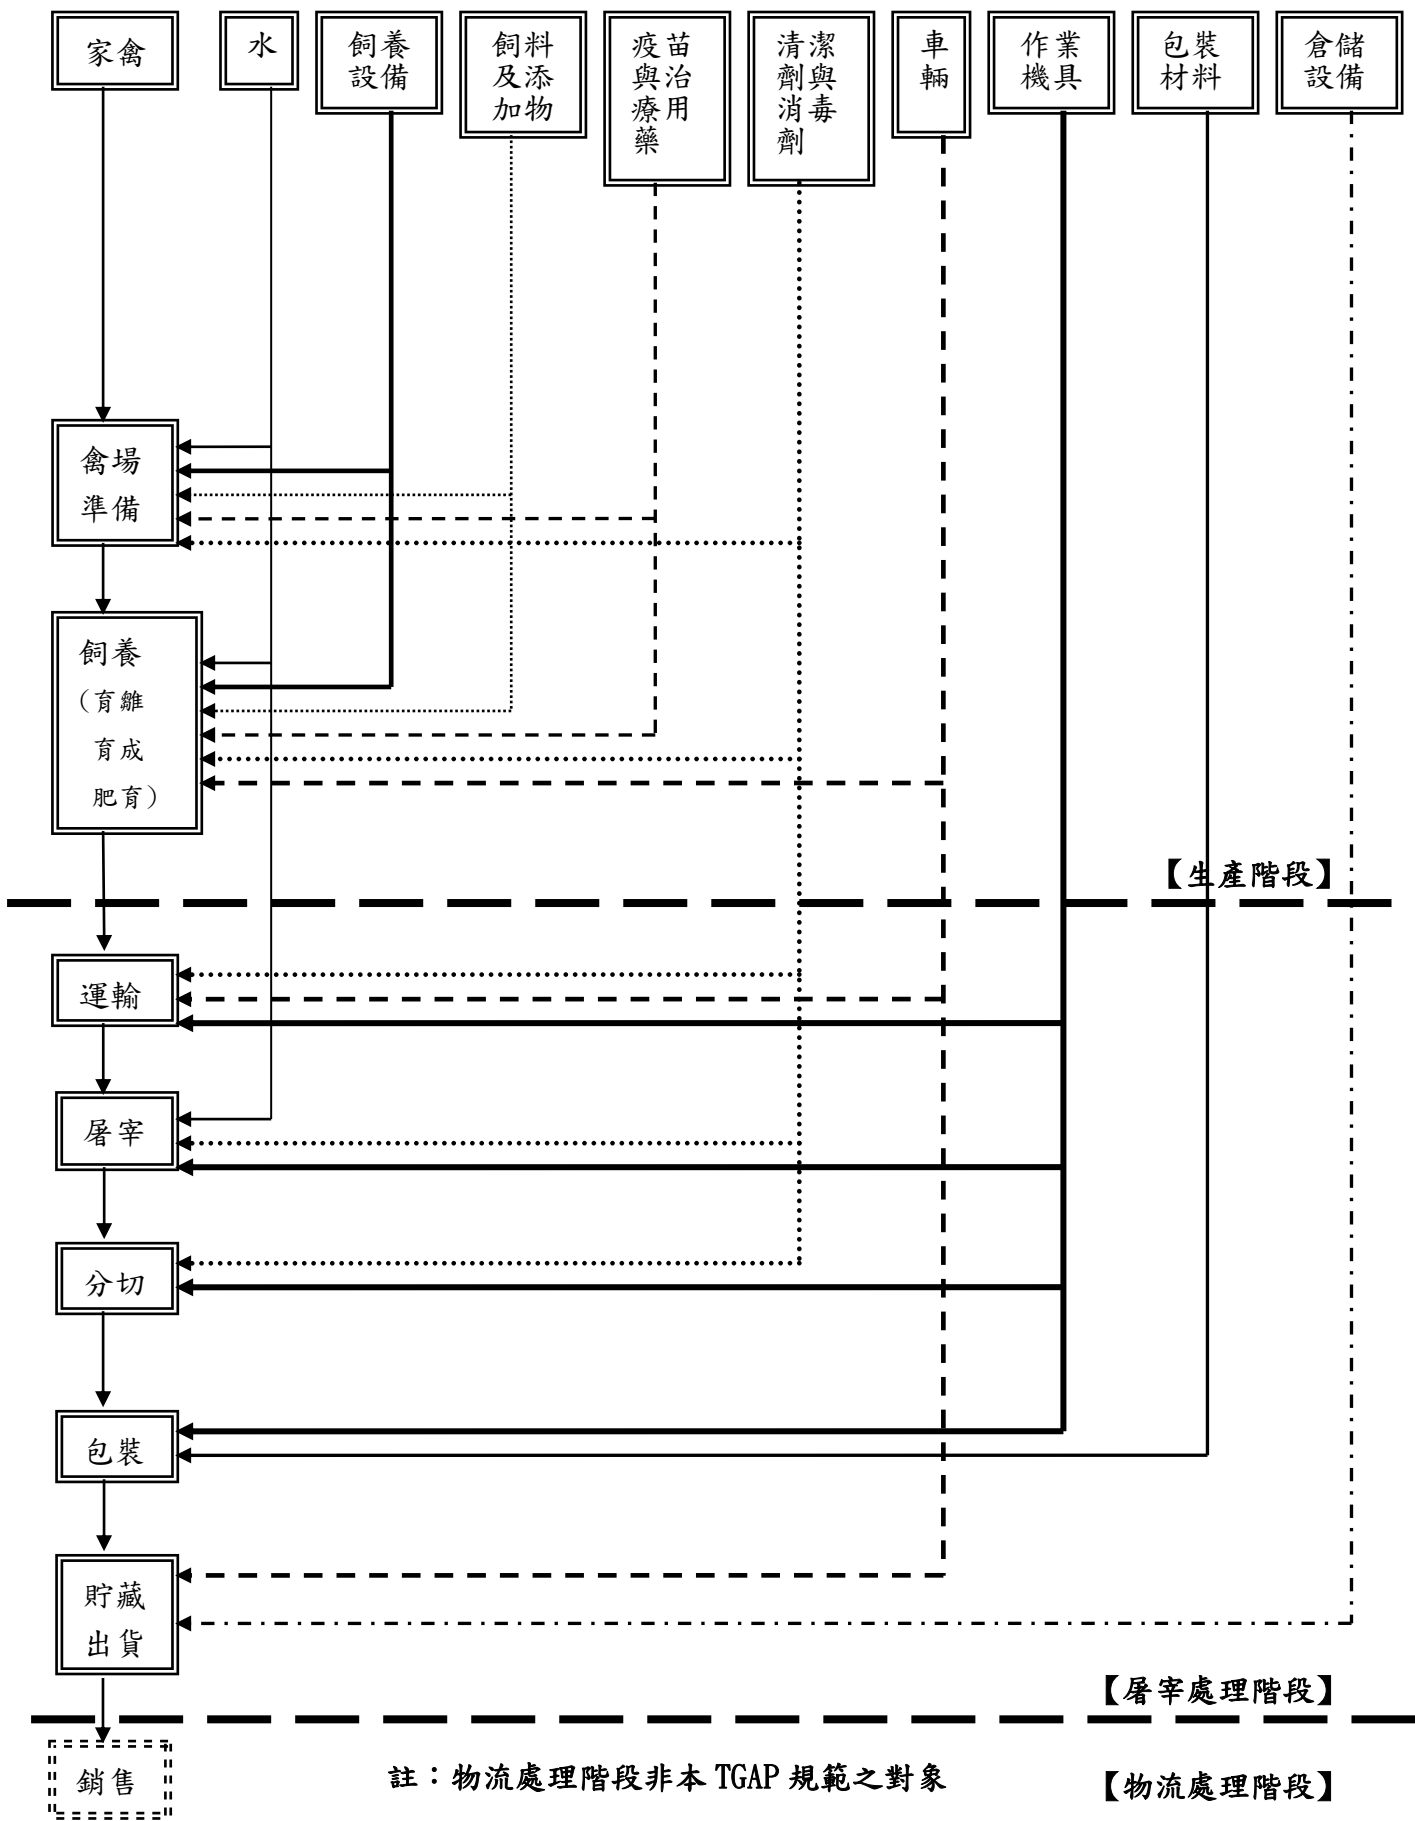 家禽
水
飼養
設備
飼料
及添
加物
疫苗
與治
療用
藥
清潔
劑與
消毒
劑
車
輛
作業
機具
包裝
材料
倉儲
設備
禽場
準備
飼養
(育雛
育成
肥育)
【生產階段】
運輸
屠宰
分切
包裝
貯藏
出貨
【屠宰處理階段】
銷售
註：物流處理階段非本 TGAP 規範之對象
【物流處理階段】